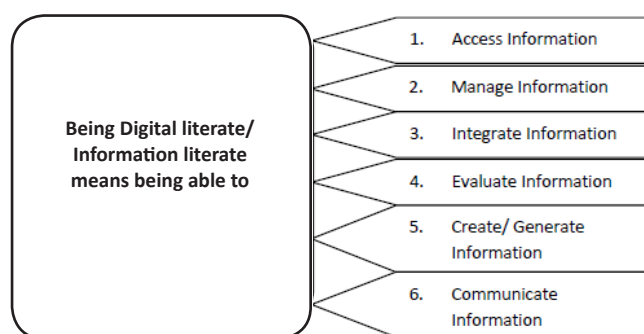 Being Digital literate/
Information literate
means being able to
1. Access Information
2. Manage Information
3. Integrate Information
4. Evaluate Information
5. Create/ Generate
Information
6. Communicate
Information